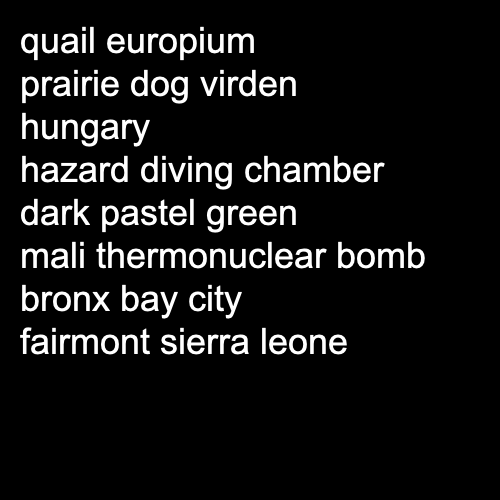 quail europium
prairie dog virden
hungary
hazard diving chamber
dark pastel green
mali thermonuclear bomb
bronx bay city
fairmont sierra leone